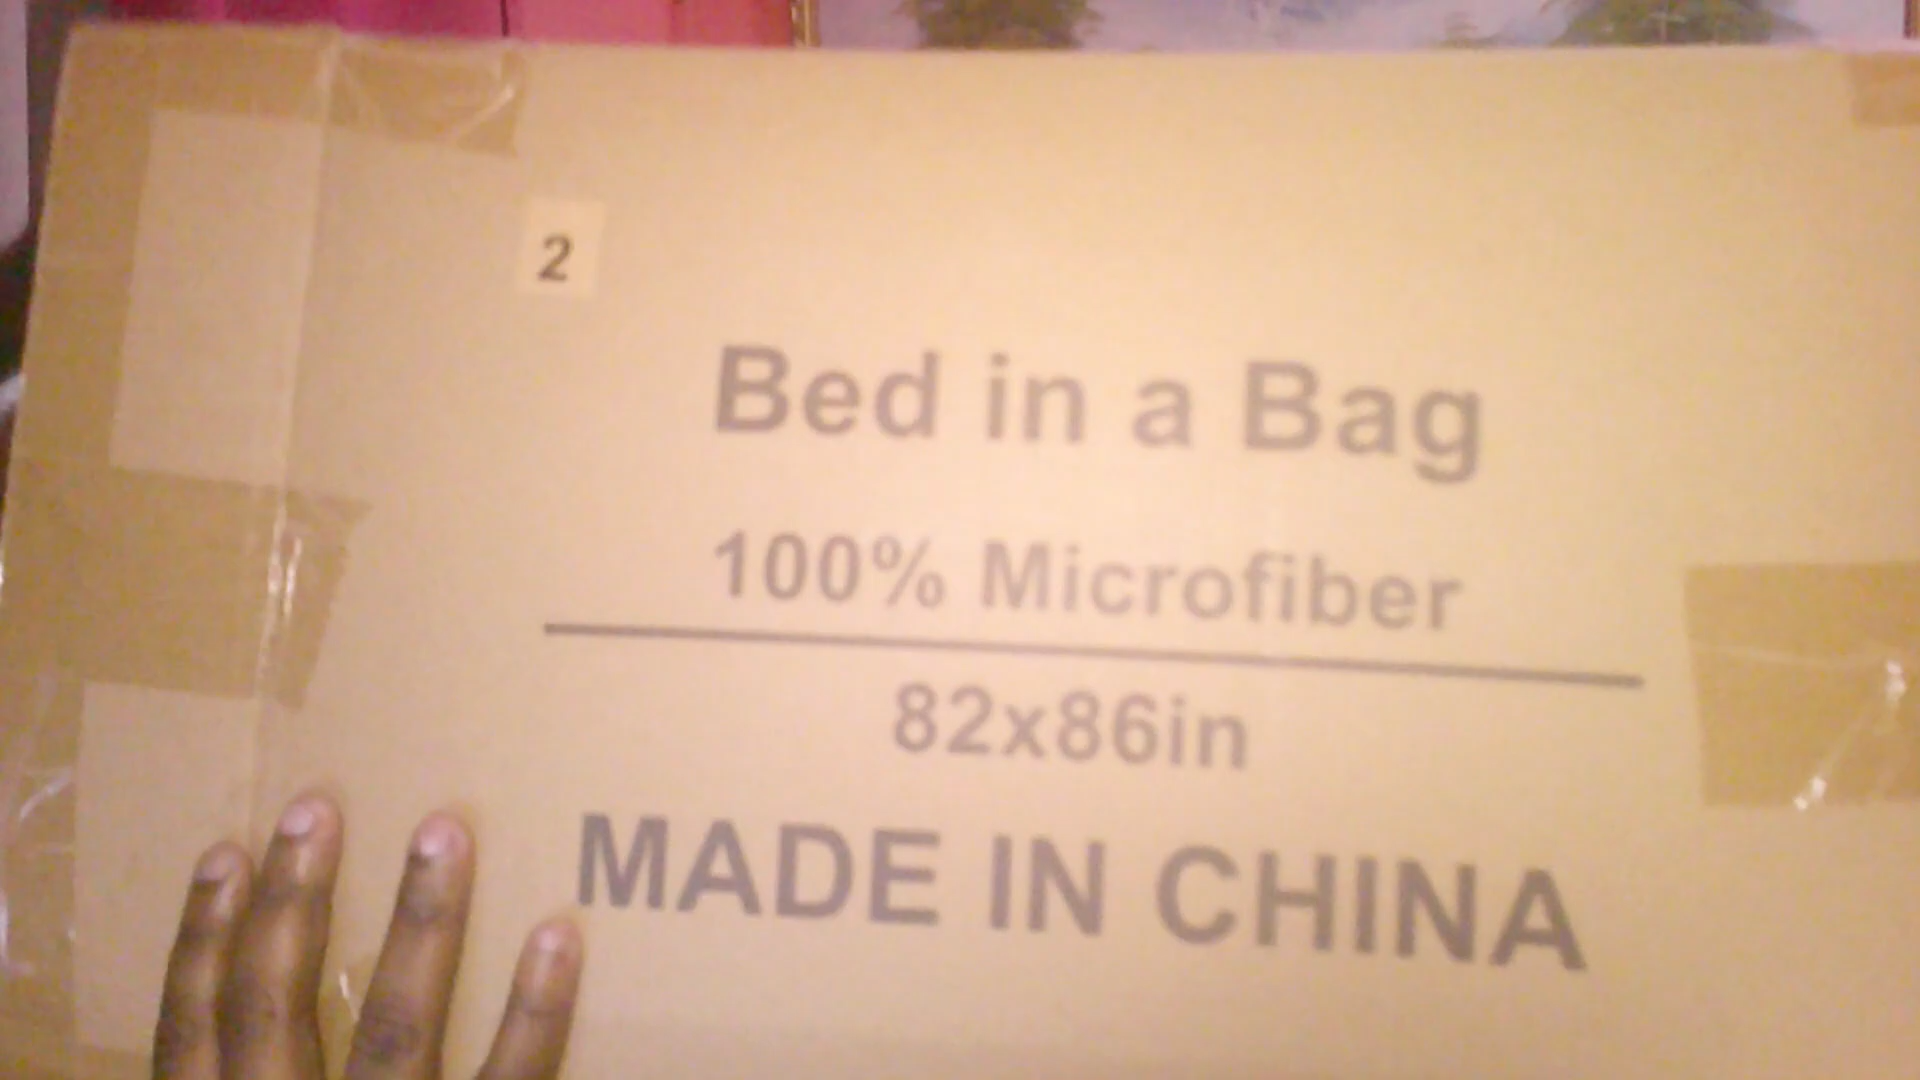 2
Bed in a Bag
100% Microfiber
82x86in
MADE IN CHINA